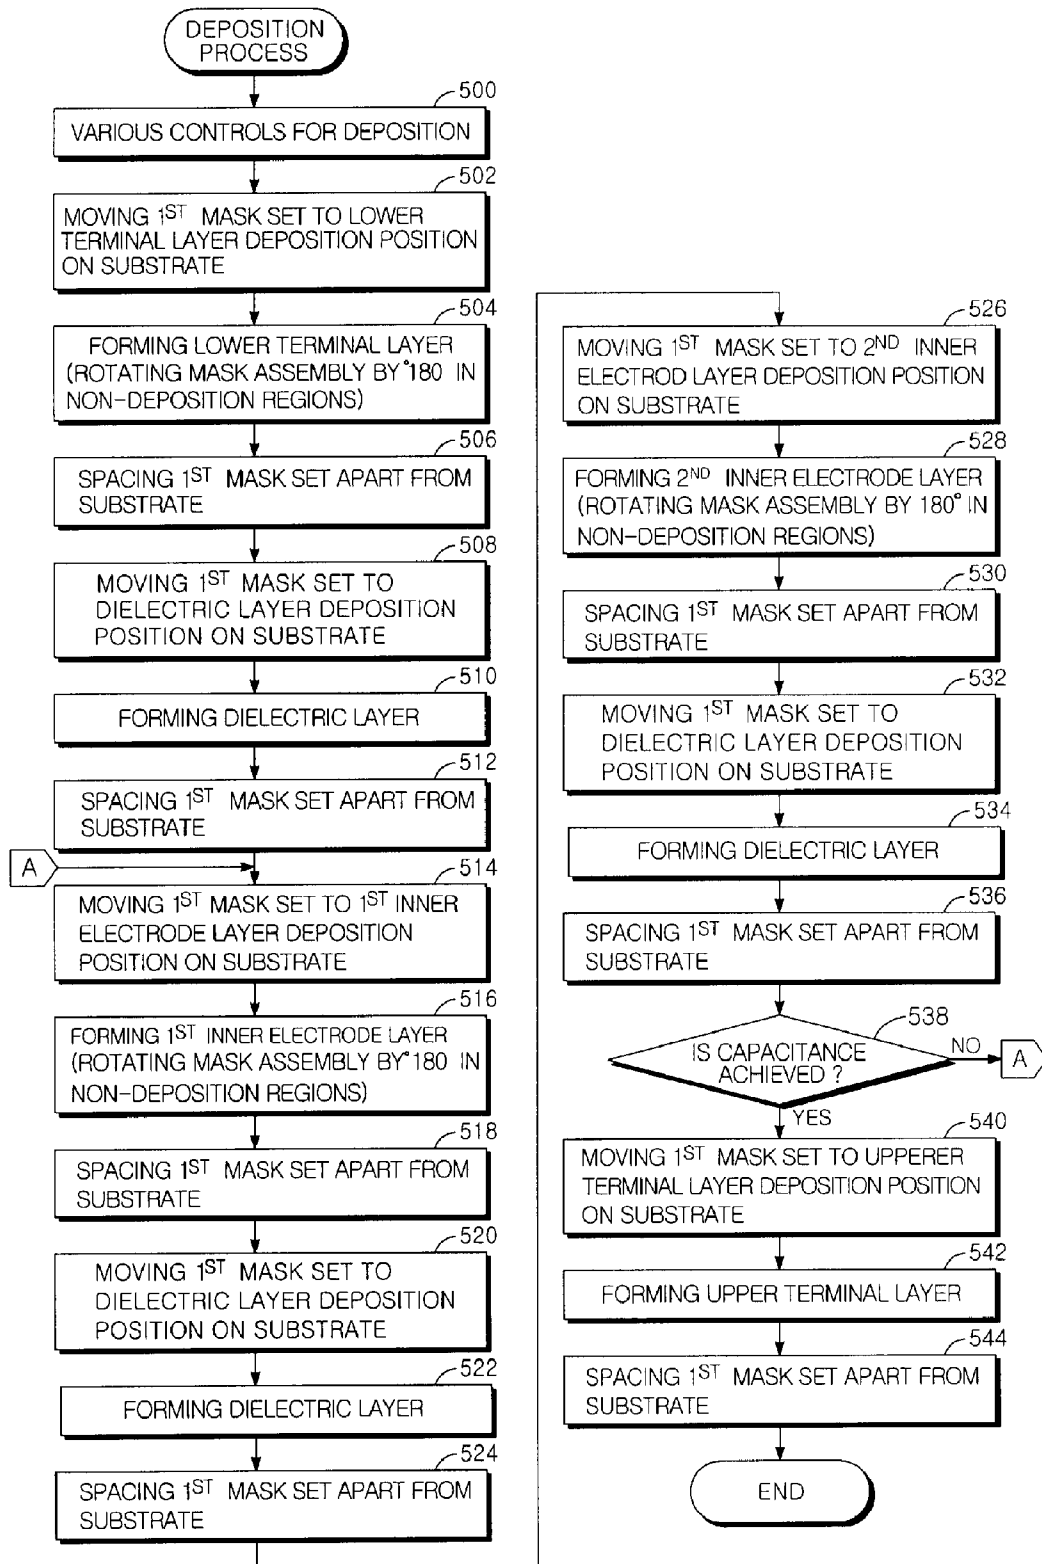 DEPOSITION
PROCESS
500
VARIOUS CONTROLS FOR DEPOSITION
502
MOVING 1ST MASK SET TO LOWER
TERMINAL LAYER DEPOSITION POSITION
ON SUBSTRATE
504
FORMING LOWER TERMINAL LAYER
(ROTATING MASK ASSEMBLY BY °180 IN
NON-DEPOSITION REGIONS)
506
SPACING 1ST MASK SET APART FROM
SUBSTRATE
508
MOVING 1ST MASK SET TO
DIELECTRIC LAYER DEPOSITION
POSITION ON SUBSTRATE
510
FORMING DIELECTRIC LAYER
512
SPACING 1ST MASK SET APART FROM
SUBSTRATE
A
514
MOVING 1ST MASK SET TO 1ST INNER
ELECTRODE LAYER DEPOSITION
POSITION ON SUBSTRATE
516
FORMING 1ST INNER ELECTRODE LAYER
(ROTATING MASK ASSEMBLY BY °180 IN
NON-DEPOSITION REGIONS)
518
SPACING 1ST MASK SET APART FROM
SUBSTRATE
520
MOVING 1ST MASK SET TO
DIELECTRIC LAYER DEPOSITION
POSITION ON SUBSTRATE
522
FORMING DIELECTRIC LAYER
524
SPACING 1ST MASK SET APART FROM
SUBSTRATE
526
MOVING 1ST MASK SET TO 2ND INNER
ELECTROD LAYER DEPOSITION POSITION
ON SUBSTRATE
528
FORMING 2ND INNER ELECTRODE LAYER
(ROTATING MASK ASSEMBLY BY 180° IN
NON-DEPOSITION REGIONS)
530
SPACING 1ST MASK SET APART FROM
SUBSTRATE
532
MOVING 1ST MASK SET TO
DIELECTRIC LAYER DEPOSITION
POSITION ON SUBSTRATE
534
FORMING DIELECTRIC LAYER
536
SPACING 1ST MASK SET APART FROM
SUBSTRATE
538
IS CAPACITANCE
ACHIEVED ?
NO
A
YES
540
MOVING 1ST MASK SET TO UPPERER
TERMINAL LAYER DEPOSITION POSITION
ON SUBSTRATE
542
FORMING UPPER TERMINAL LAYER
544
SPACING 1ST MASK SET APART FROM
SUBSTRATE
END